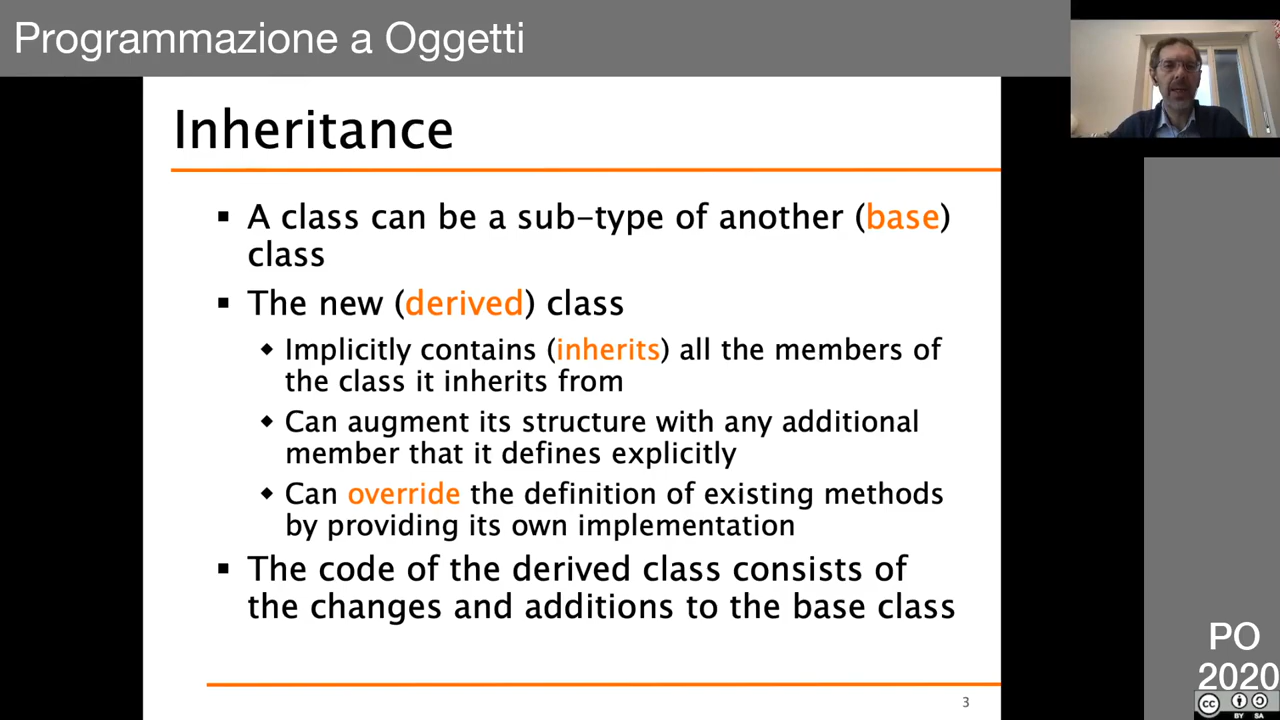 Programmazione a Oggetti
Inheritance
▪ A class can be a sub-type of another (base)
class
▪ The new (derived) class
◆ Implicitly contains (inherits) all the members of
the class it inherits from
◆ Can augment its structure with any additional
member that it defines explicitly
◆ Can override the definition of existing methods
by providing its own implementation
▪ The code of the derived class consists of
the changes and additions to the base class
3
PO
2020
cc
BY SA